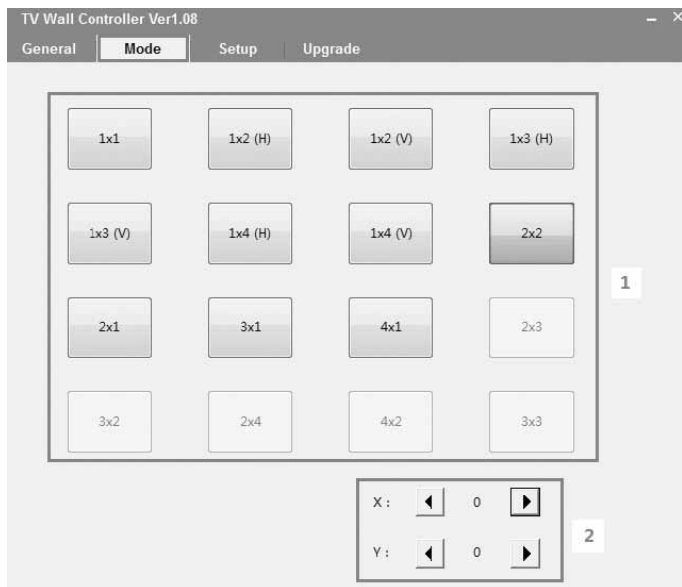 TV Wall Controller Ver1.08
General Mode Setup Upgrade
1x1 1x2 (H) 1x2 (V) 1x3 (H)
1x3 (V) 1x4 (H) 1x4 (V) 2x2
1
2x1 3x1 4x1 2x3
3x2 2x4 4x2 3x3
X : 0
2
Y : 0